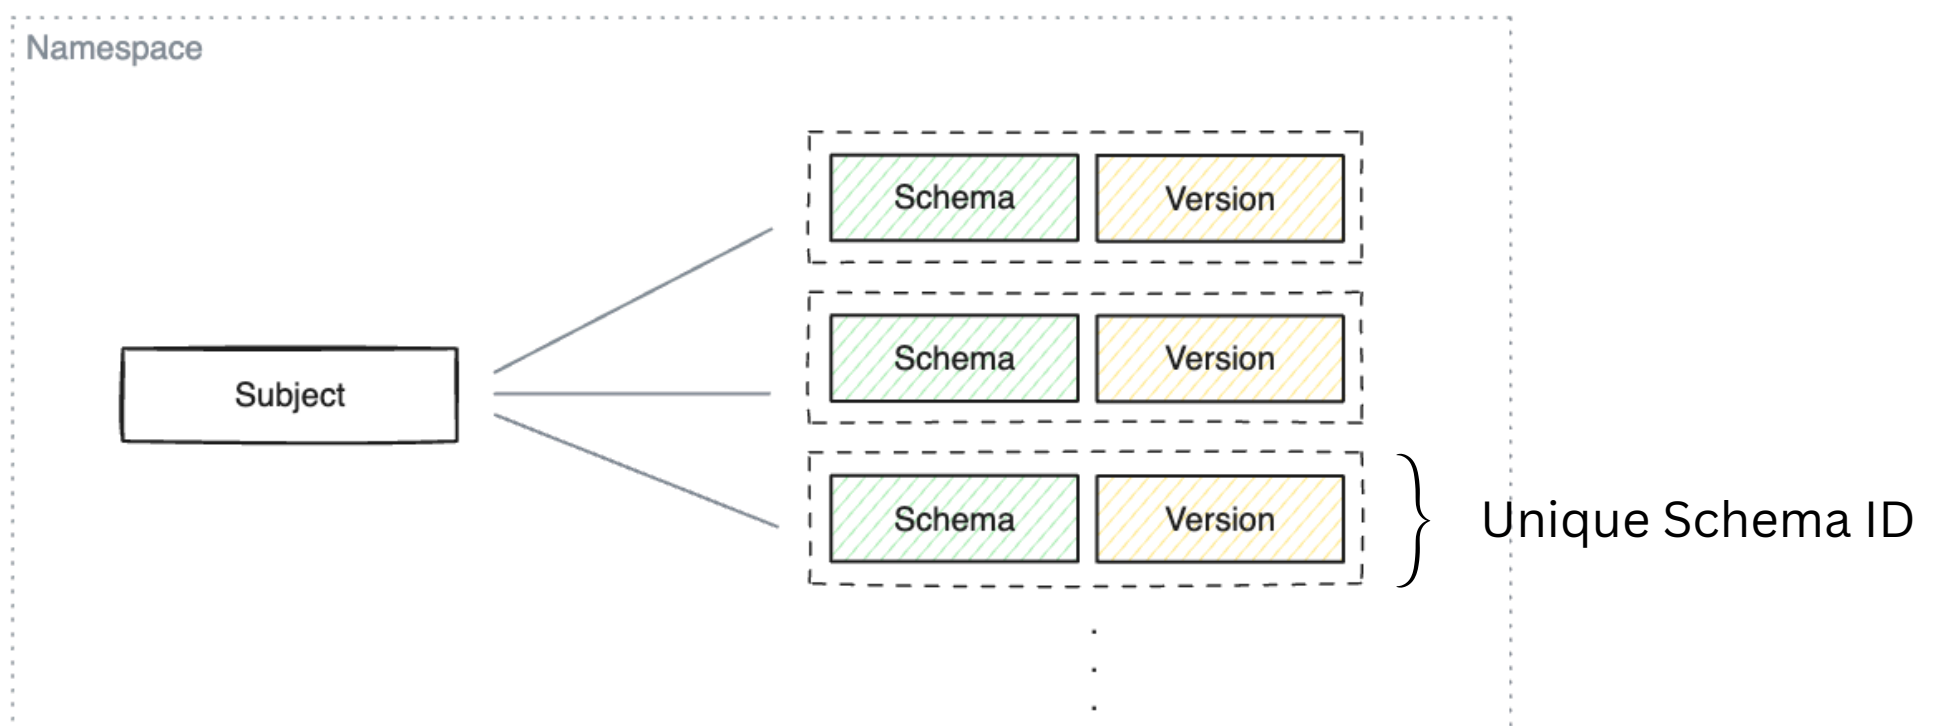 Namespace
Schema
Version
Subject
Schema
Version
Schema
Version
Unique Schema ID